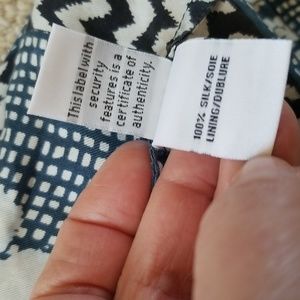 This label with
security
features is a
certificate of
authenticity.
100% SILK/SOIE
LINING/DUBLURE